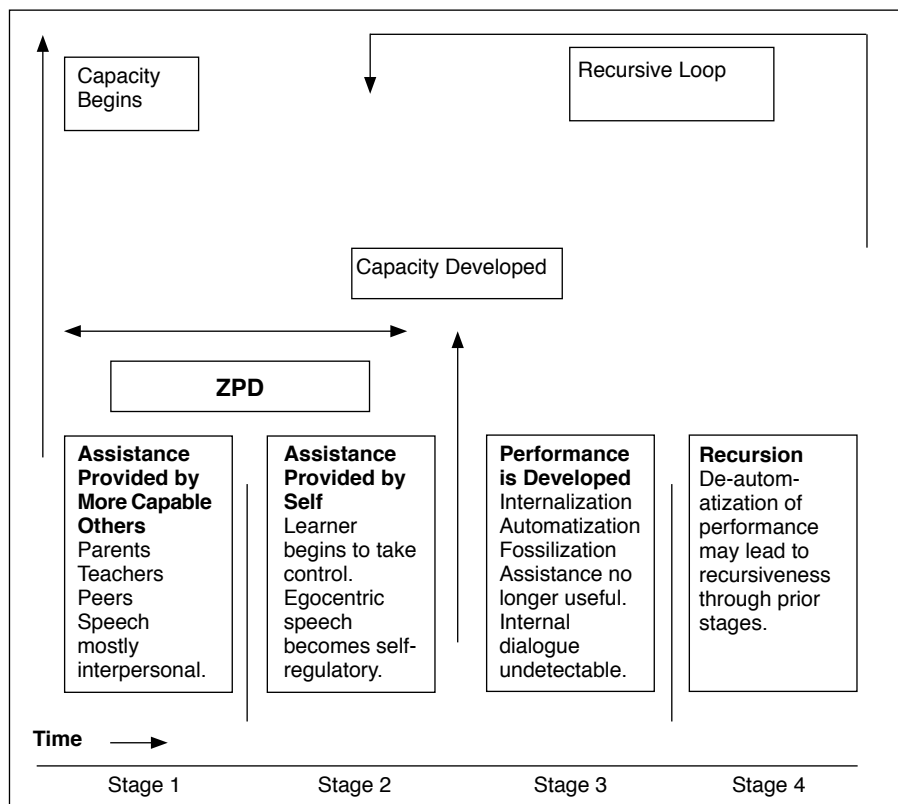 Capacity
Begins
Recursive Loop
Capacity Developed
ZPD
Assistance
Provided by
More Capable
Others
Parents
Teachers
Peers
Speech
mostly
interpersonal.
Assistance
Provided by
Self
Learner
begins to take
control.
Egocentric
speech
becomes self-
regulatory.
Performance
is Developed
Internalization
Automatization
Fossilization
Assistance no
longer useful.
Internal
dialogue
undetectable.
Recursion
De-autom-
atization of
performance
may lead to
recursiveness
through prior
stages.
Time
Stage 1
Stage 2
Stage 3
Stage 4